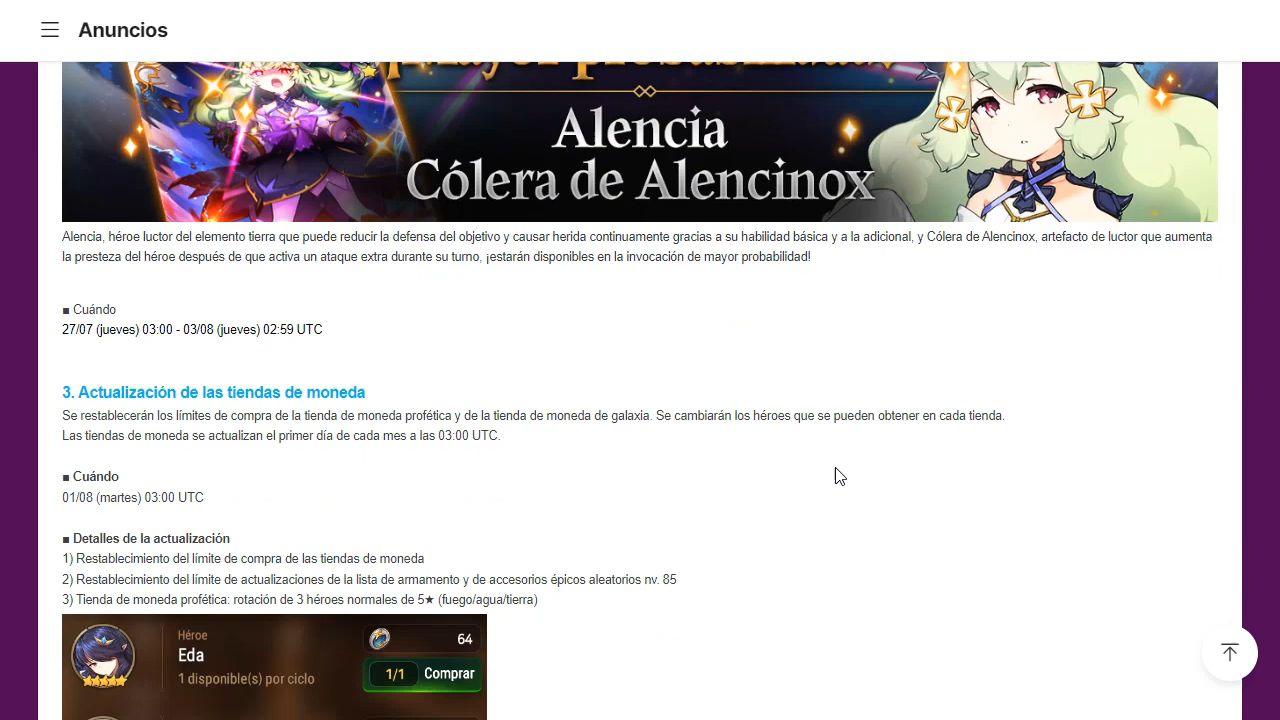 Anuncios
¡Mayor probabilidad!
Alencia
Cólera de Alencinox
Alencia, héroe luctor del elemento tierra que puede reducir la defensa del objetivo y causar herida continuamente gracias a su habilidad básica y a la adicional, y Cólera de Alencinox, artefacto de luctor que aumenta
la presteza del héroe después de que activa un ataque extra durante su turno, ¡estarán disponibles en la invocación de mayor probabilidad!
■ Cuándo
27/07 (jueves) 03:00 - 03/08 (jueves) 02:59 UTC
3. Actualización de las tiendas de moneda
Se restablecerán los límites de compra de la tienda de moneda profética y de la tienda de moneda de galaxia. Se cambiarán los héroes que se pueden obtener en cada tienda.
Las tiendas de moneda se actualizan el primer día de cada mes a las 03:00 UTC.
■ Cuándo
01/08 (martes) 03:00 UTC
■ Detalles de la actualización
1) Restablecimiento del límite de compra de las tiendas de moneda
2) Restablecimiento del límite de actualizaciones de la lista de armamento y de accesorios épicos aleatorios nv. 85
3) Tienda de moneda profética: rotación de 3 héroes normales de 5★ (fuego/agua/tierra)
Héroe
64
Eda
1 disponible(s) por ciclo
1/1 Comprar